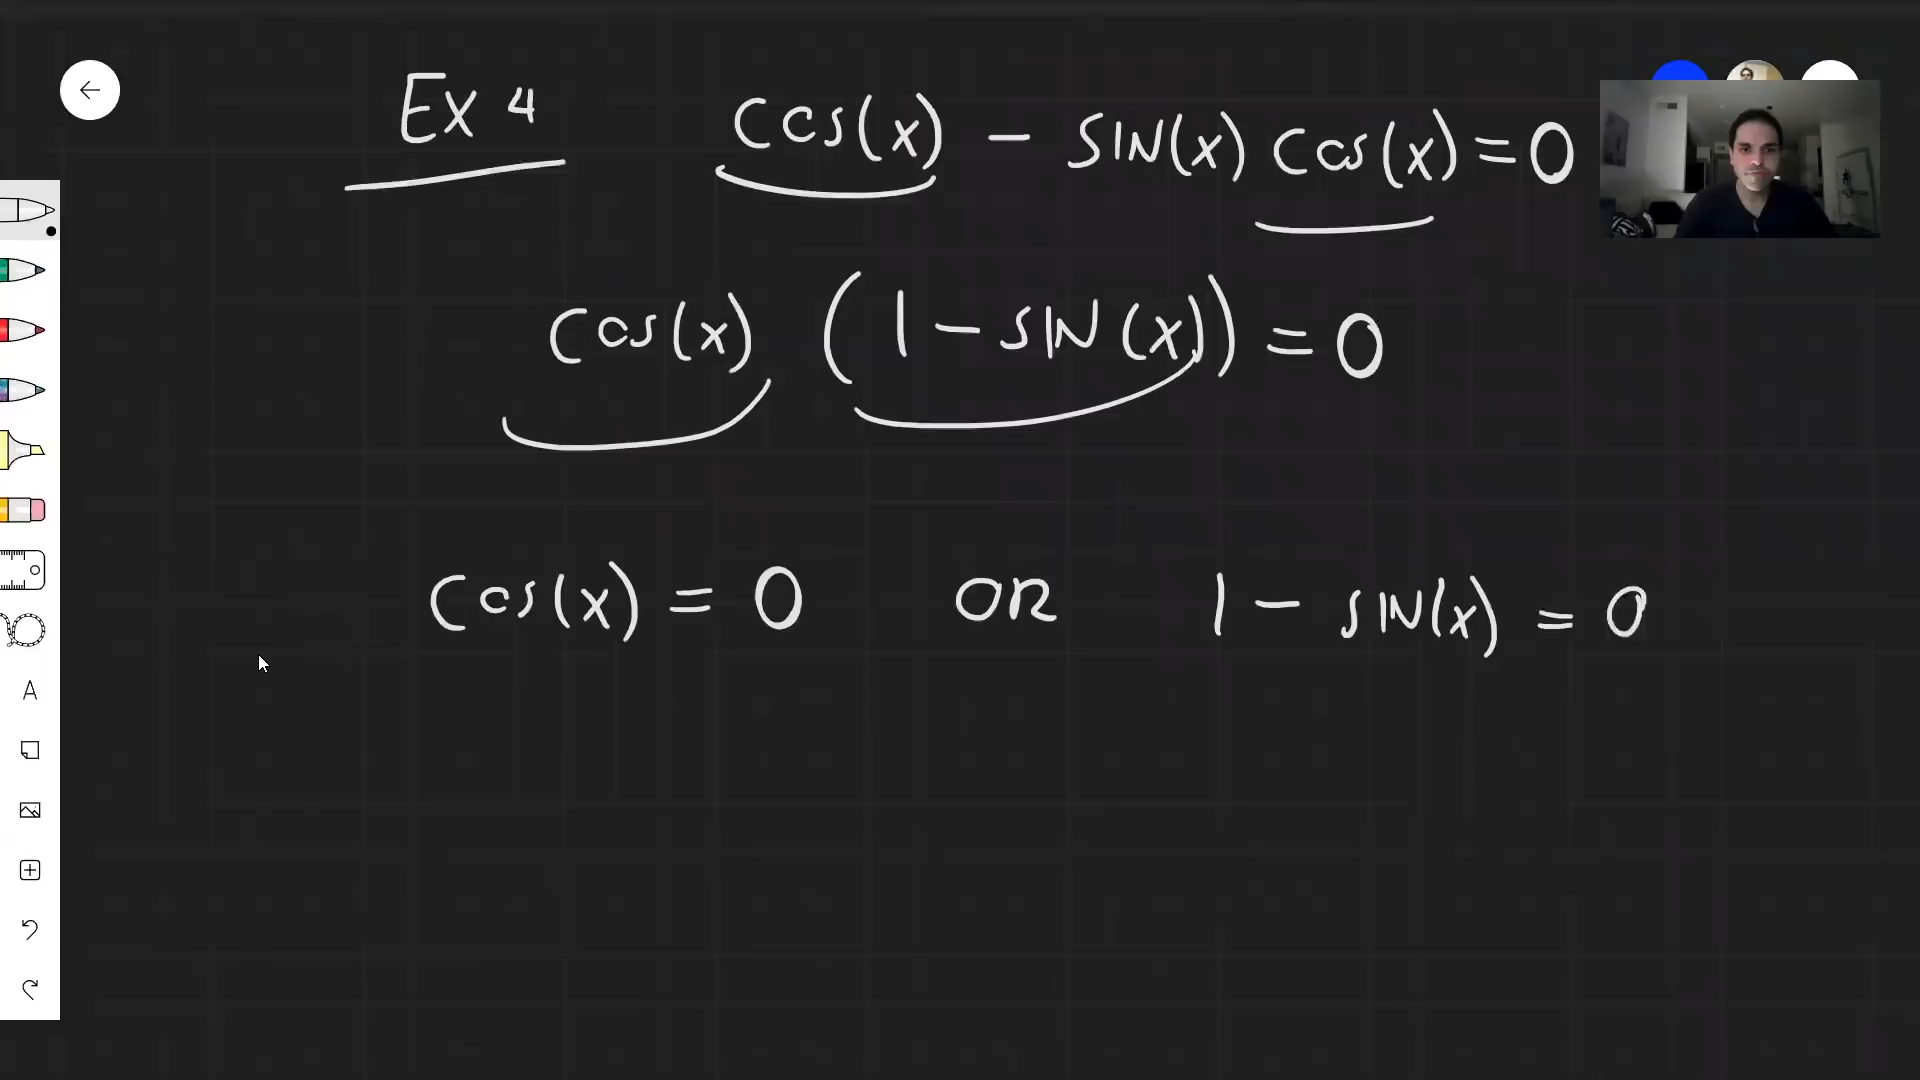 Ex 4 cos(x) - SIN(x) cos(x) = 0
cos(x) (1 - SIN(x)) = 0
cos(x) = 0 OR 1 - SIN(x) = 0
A